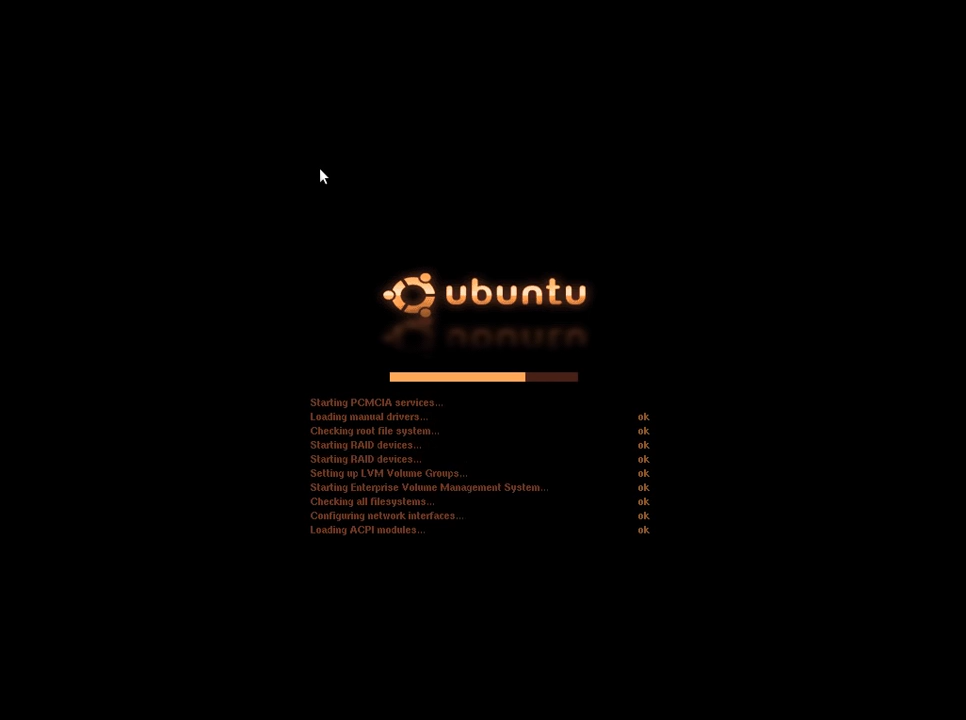 ubuntu
Starting PCMCIA services...
Loading manual drivers... ok
Checking root file system... ok
Starting RAID devices... ok
Starting RAID devices... ok
Setting up LVM Volume Groups... ok
Starting Enterprise Volume Management System... ok
Checking all filesystems... ok
Configuring network interfaces... ok
Loading ACPI modules... ok